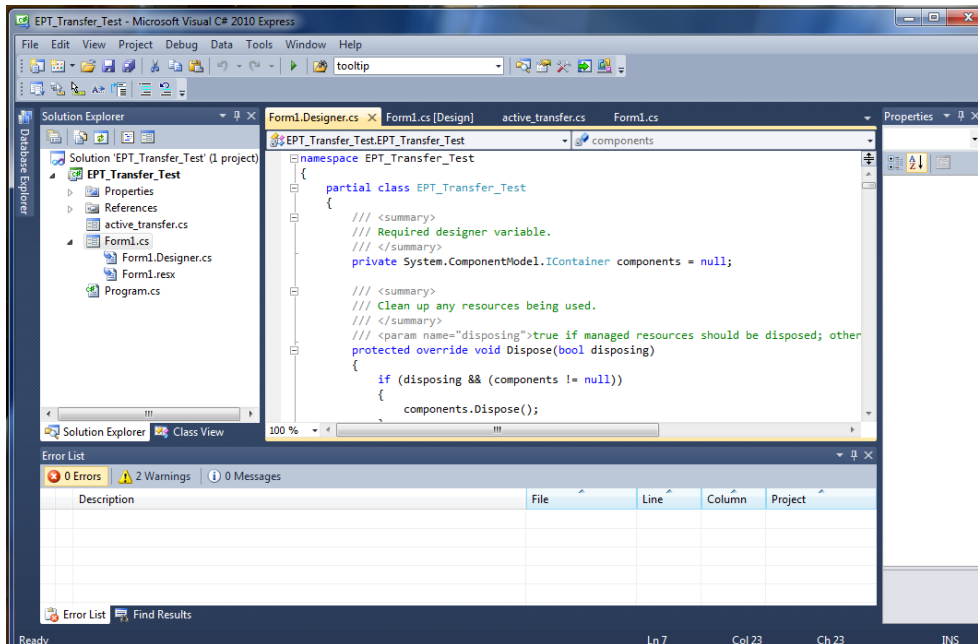 EPT_Transfer_Test - Microsoft Visual C# 2010 Express
File Edit View Project Debug Data Tools Window Help
tooltip
Database Explorer
Solution Explorer
Solution 'EPT_Transfer_Test' (1 project)
EPT_Transfer_Test
Properties
References
active_transfer.cs
Form1.cs
Form1.Designer.cs
Form1.resx
Program.cs
Solution Explorer Class View
Form1.Designer.cs Form1.cs [Design] active_transfer.cs Form1.cs
EPT_Transfer_Test.EPT_Transfer_Test components
namespace EPT_Transfer_Test
{
partial class EPT_Transfer_Test
{
/// <summary>
/// Required designer variable.
/// </summary>
private System.ComponentModel.IContainer components = null;
/// <summary>
/// Clean up any resources being used.
/// </summary>
/// <param name="disposing">true if managed resources should be disposed; other
protected override void Dispose(bool disposing)
{
if (disposing && (components != null))
{
components.Dispose();
100 %
Properties
Error List
0 Errors 2 Warnings 0 Messages
Description File Line Column Project
Error List Find Results
Ready Ln 7 Col 23 Ch 23 INS